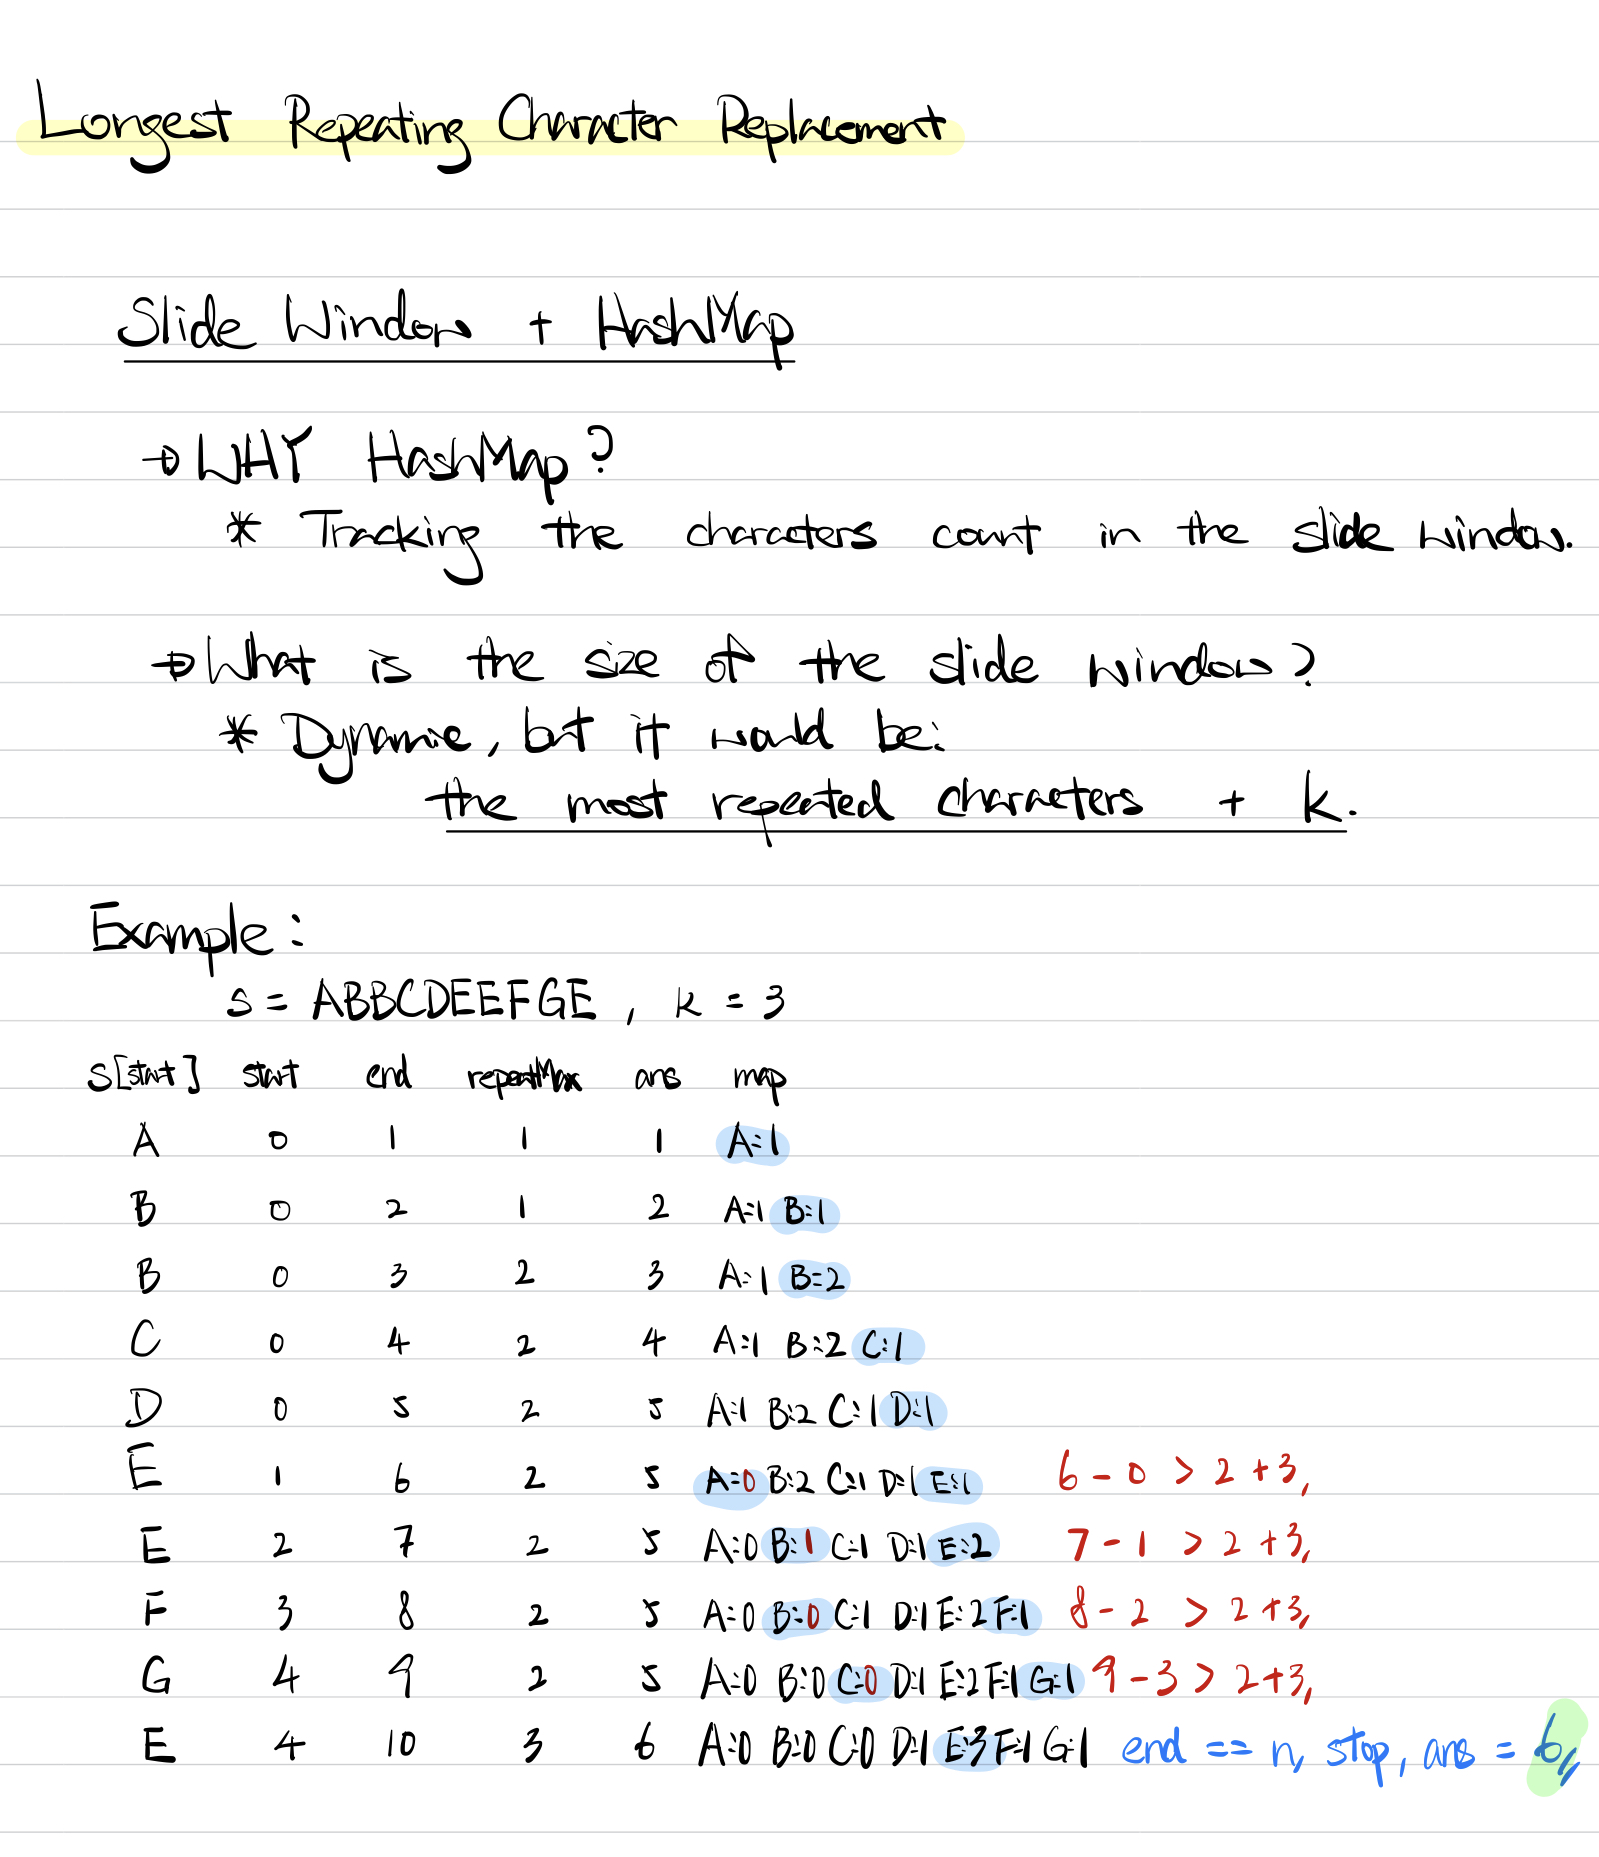 Longest Repeating Character Replacement
Slide Window + HashMap
→ WHY HashMap?
* Tracking the characters count in the slide window.
→ What is the size of the slide window?
* Dynamic, but it would be:
the most repeated characters + k.
Example:
s = ABBCDEEFGE, k = 3
s[start] start end repeatMax ans map
A 0 1 1 1 A:1
B 0 2 1 2 A:1 B:1
B 0 3 2 3 A:1 B:2
C 0 4 2 4 A:1 B:2 C:1
D 0 5 2 5 A:1 B:2 C:1 D:1
E 1 6 2 5 A:0 B:2 C:1 D:1 E:1 6 - 0 > 2 + 3,
E 2 7 2 5 A:0 B:1 C:1 D:1 E:2 7 - 1 > 2 + 3,
F 3 8 2 5 A:0 B:0 C:1 D:1 E:2 F:1 8 - 2 > 2 + 3,
G 4 9 2 5 A:0 B:0 C:0 D:1 E:2 F:1 G:1 9 - 3 > 2 + 3,
E 4 10 3 6 A:0 B:0 C:0 D:1 E:3 F:1 G:1 end == n, stop, ans = 6,,